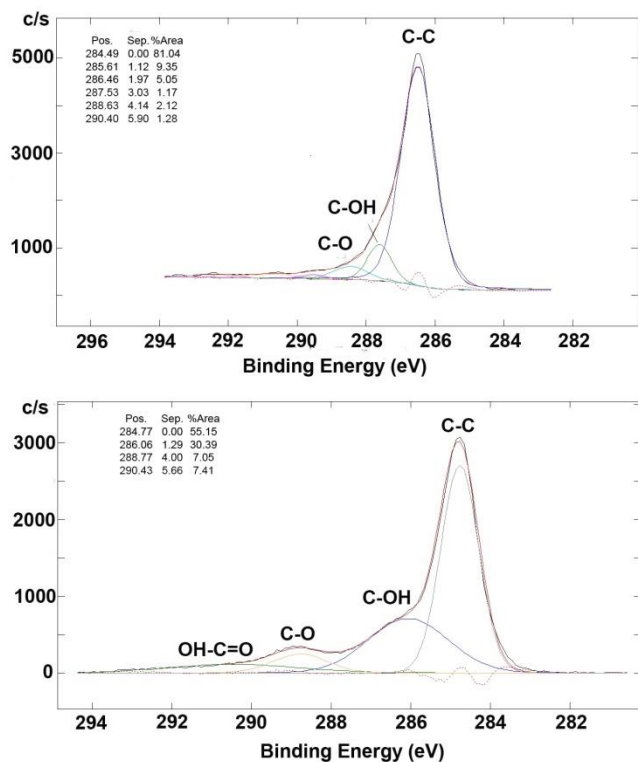 c/s
Pos. Sep. %Area
284.49 0.00 81.04
285.61 1.12 9.35
286.46 1.97 5.05
287.53 3.03 1.17
288.63 4.14 2.12
290.40 5.90 1.28
C-C
C-OH
C-O
5000
3000
1000
296 294 292 290 288 286 284 282
Binding Energy (eV)
c/s
Pos. Sep. %Area
284.77 0.00 55.15
286.06 1.29 30.39
288.77 4.00 7.05
290.43 5.66 7.41
C-C
C-OH
C-O
OH-C=O
3000
2000
1000
0
294 292 290 288 286 284 282
Binding Energy (eV)